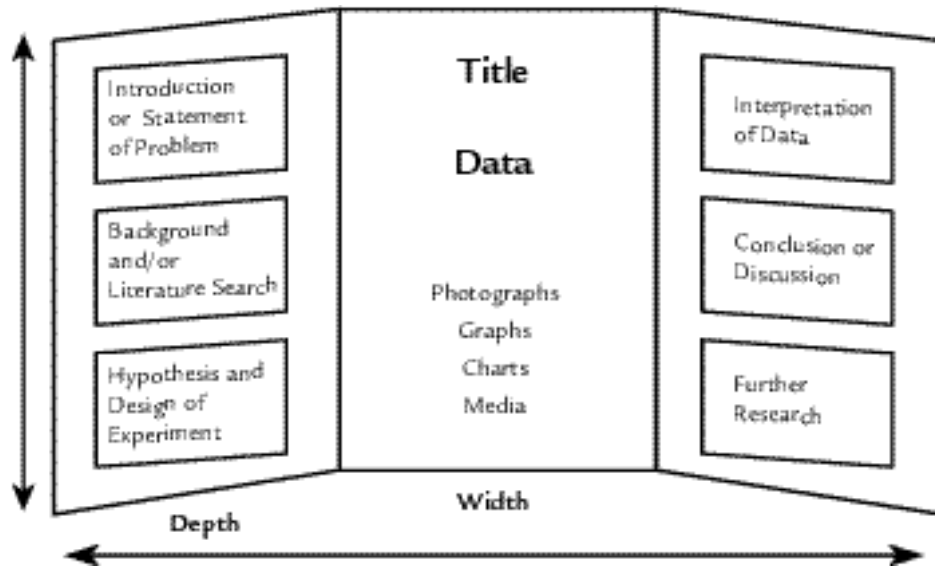 Introduction
or Statement
of Problem
Background
and/or
Literature Search
Hypothesis and
Design of
Experiment
Title
Data
Photographs
Graphs
Charts
Media
Interpretation
of Data
Conclusion or
Discussion
Further
Research
Depth
Width